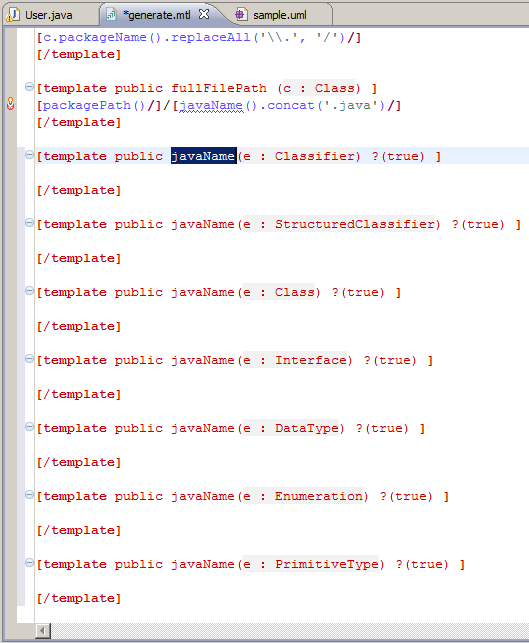 User.java *generate.mtl sample.uml
[c.packageName().replaceAll('\\.', '/')/]
[/template]
[template public fullFilePath (c : Class) ]
[packagePath()/]/[javaName().concat('.java')/]
[/template]
[template public javaName(e : Classifier) ?(true) ]
[/template]
[template public javaName(e : StructuredClassifier) ?(true) ]
[/template]
[template public javaName(e : Class) ?(true) ]
[/template]
[template public javaName(e : Interface) ?(true) ]
[/template]
[template public javaName(e : DataType) ?(true) ]
[/template]
[template public javaName(e : Enumeration) ?(true) ]
[/template]
[template public javaName(e : PrimitiveType) ?(true) ]
[/template]